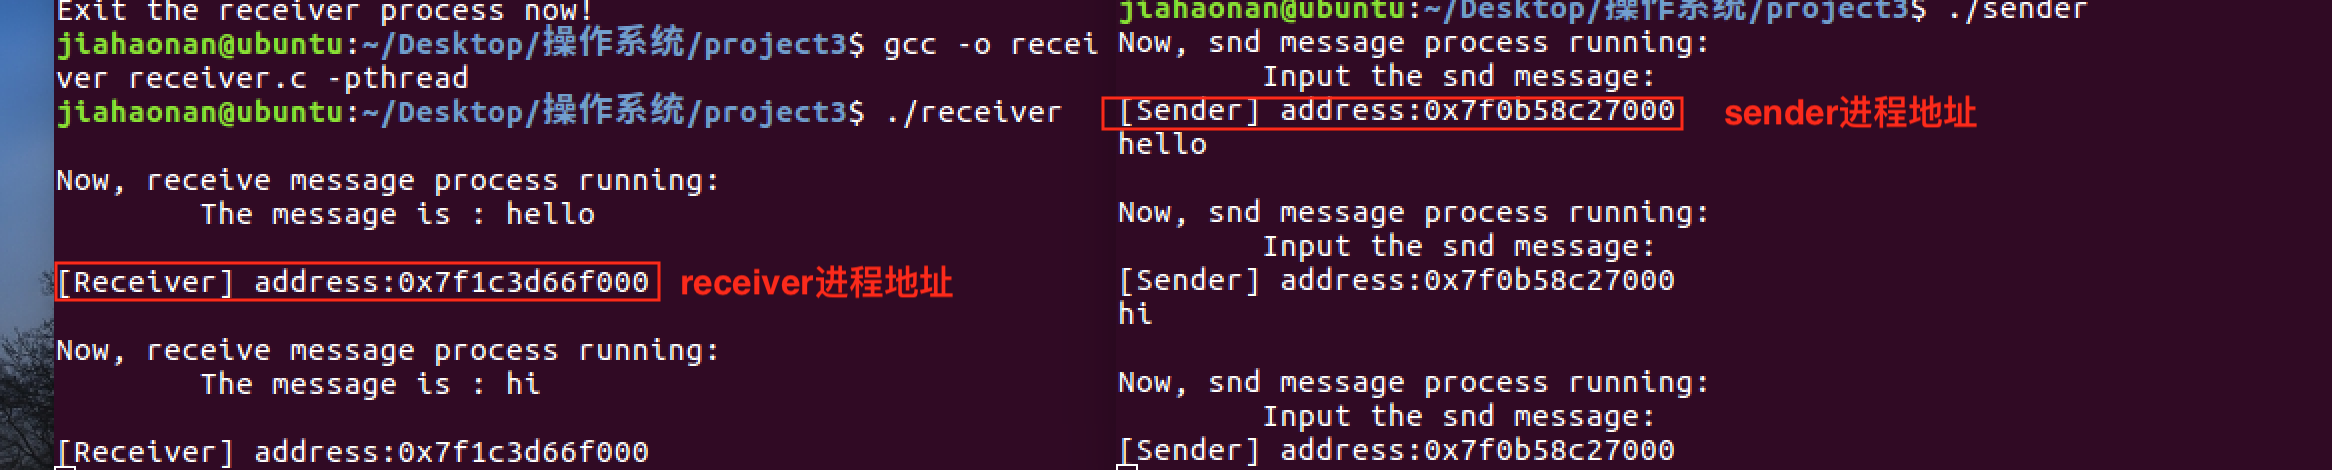 Exit the receiver process now!
jiahaonan@ubuntu:~/Desktop/操作系统/project3$ gcc -o recei
ver receiver.c -pthread
jiahaonan@ubuntu:~/Desktop/操作系统/project3$ ./receiver
Now, receive message process running:
The message is : hello
[Receiver] address:0x7f1c3d66f000
receiver进程地址
Now, receive message process running:
The message is : hi
[Receiver] address:0x7f1c3d66f000
jiahaonan@ubuntu:~/Desktop/操作系统/project3$ ./sender
Now, snd message process running:
Input the snd message:
[Sender] address:0x7f0b58c27000
sender进程地址
hello
Now, snd message process running:
Input the snd message:
[Sender] address:0x7f0b58c27000
hi
Now, snd message process running:
Input the snd message:
[Sender] address:0x7f0b58c27000